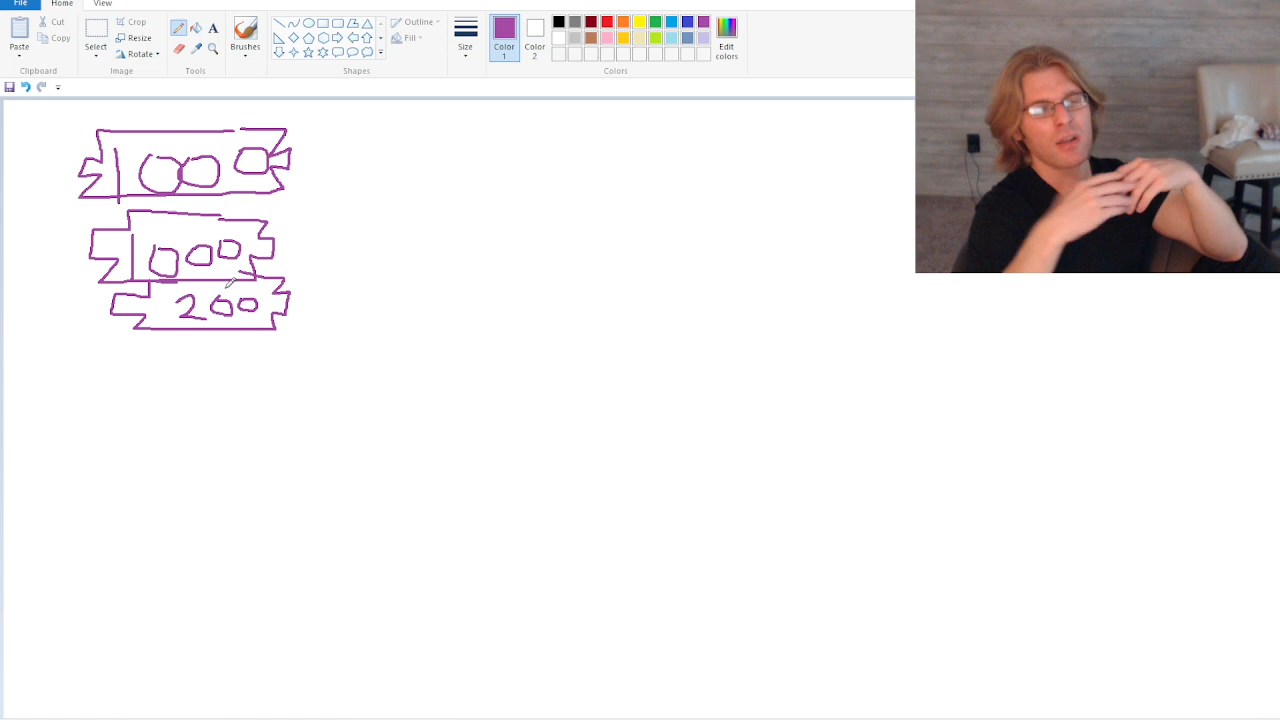 File Home View
Paste
Cut
Copy
Clipboard
Select
Crop
Resize
Rotate
Image
A
Tools
Brushes
Outline
Fill
Shapes
Size
Color 1
Color 2
Edit colors
Colors
1000
1000
200